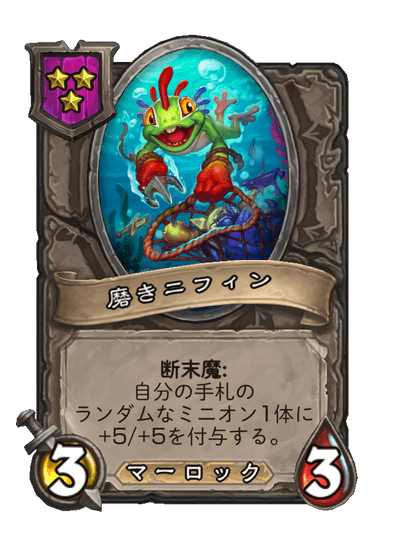 磨きニフィン
断末魔:
自分の手札の
ランダムなミニオン1体に
+5/+5を付与する。
3
マーロック
3